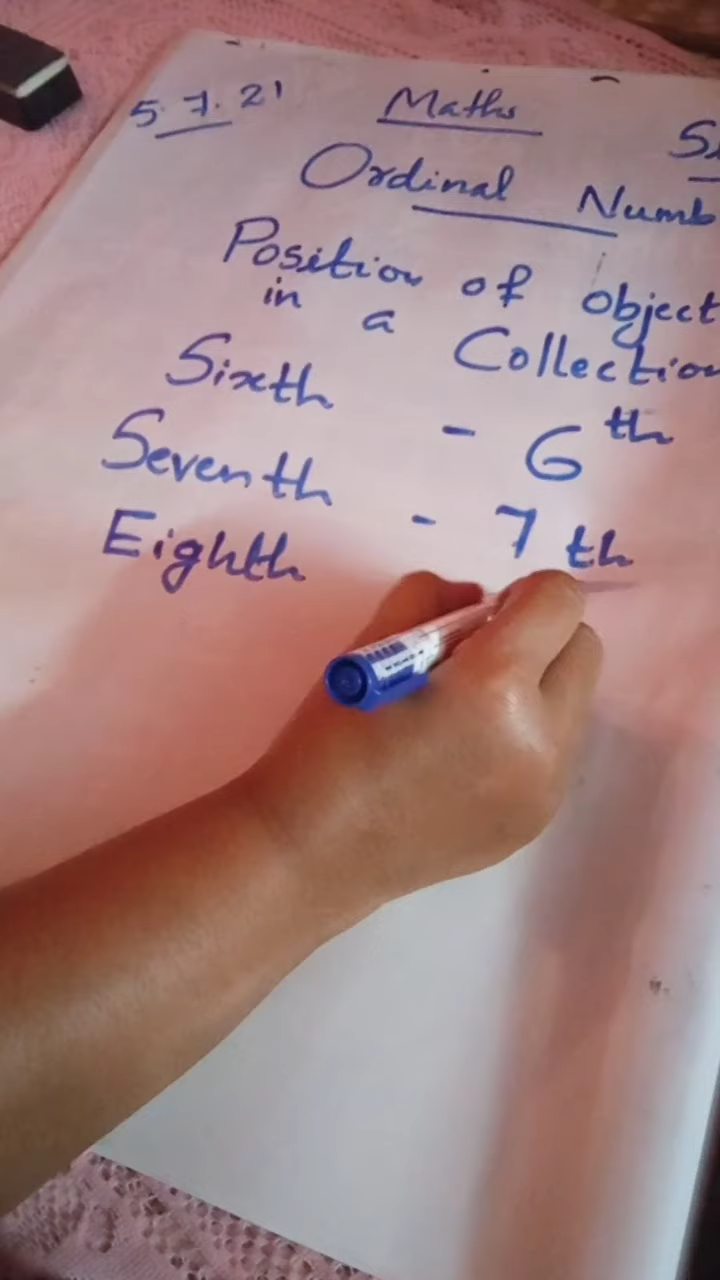 5.7.21 Maths
Ordinal Numb
Position of object
in a Collection
Sixth - 6th
Seventh - 7th
Eighth